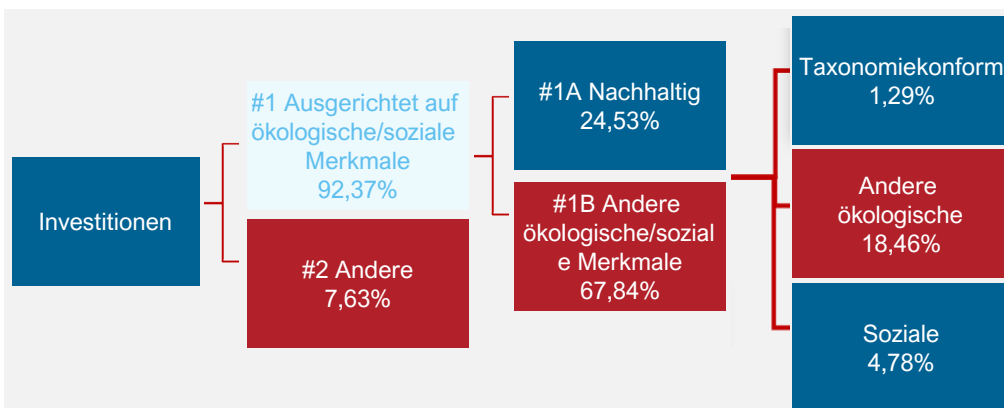 Investitionen
#1 Ausgerichtet auf
ökologische/soziale
Merkmale
92,37%
#2 Andere
7,63%
#1A Nachhaltig
24,53%
#1B Andere
ökologische/sozial
e Merkmale
67,84%
Taxonomiekonform
1,29%
Andere
ökologische
18,46%
Soziale
4,78%